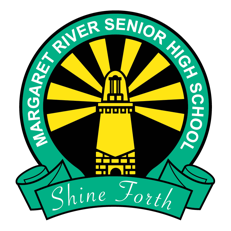 MARGARET RIVER SENIOR HIGH SCHOOL
Shine Forth